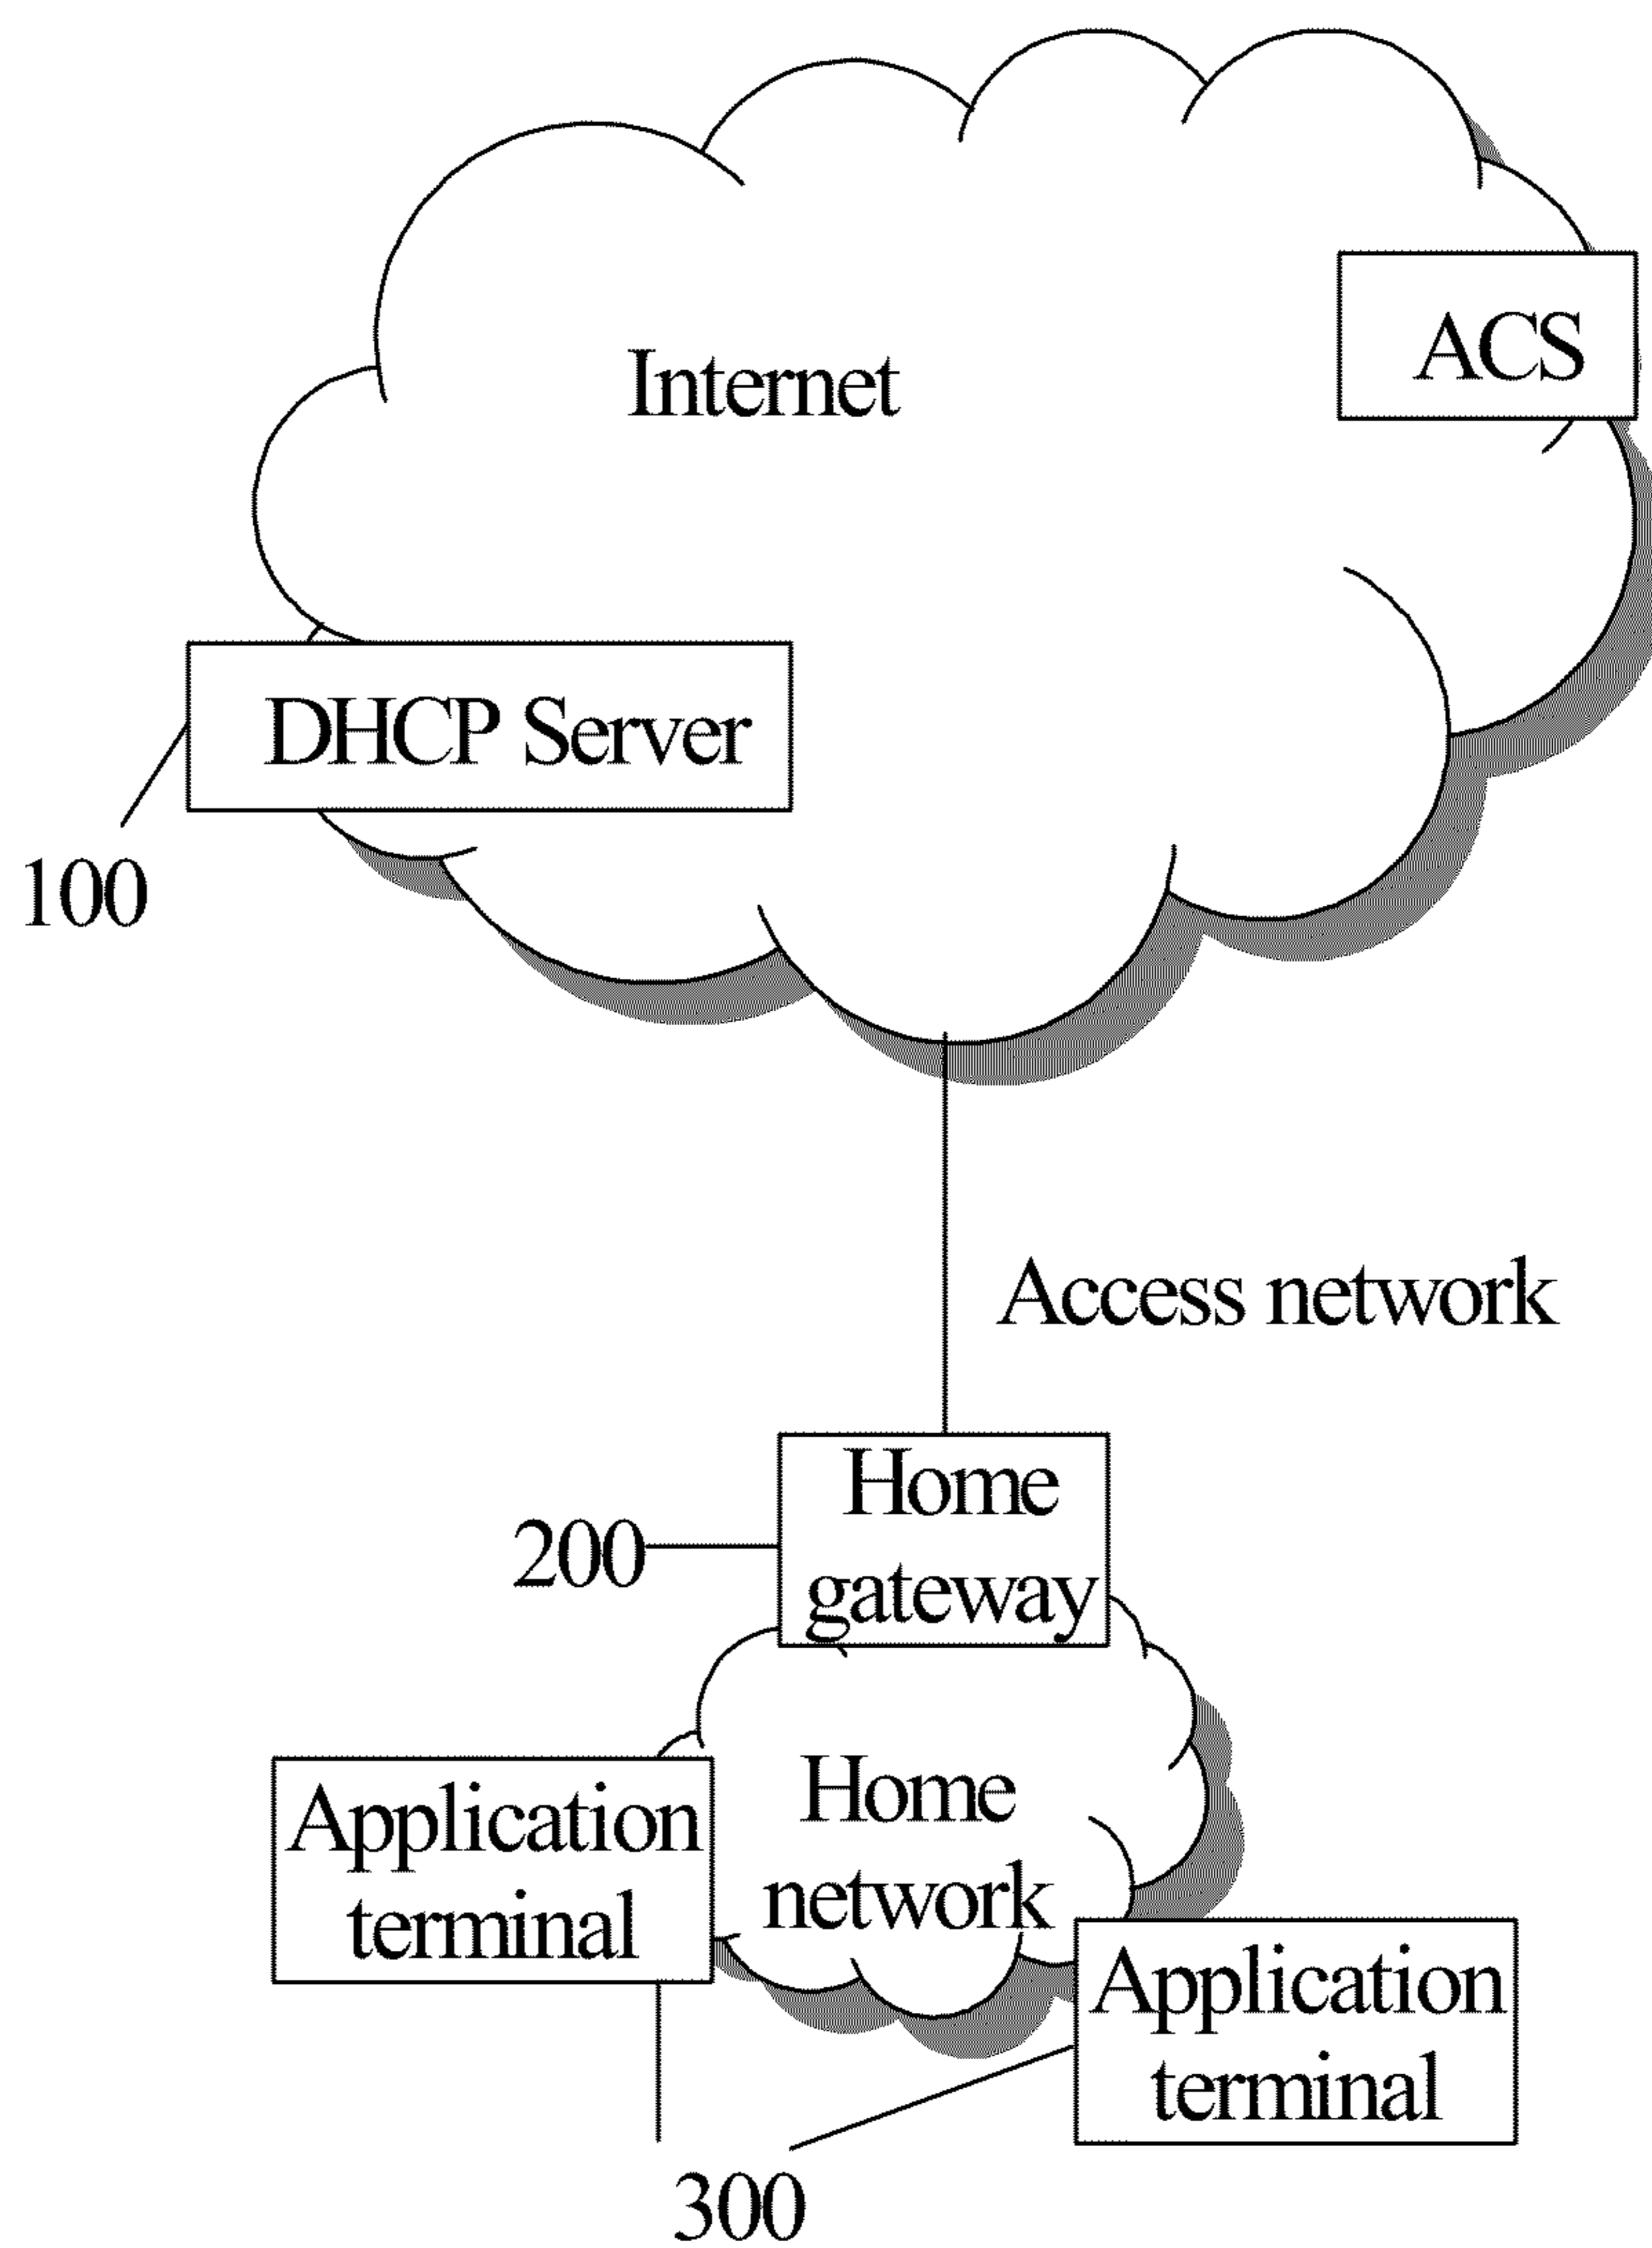 Internet
ACS
DHCP Server
100
Access network
Home
gateway
200
Home
network
Application
terminal
Application
terminal
300